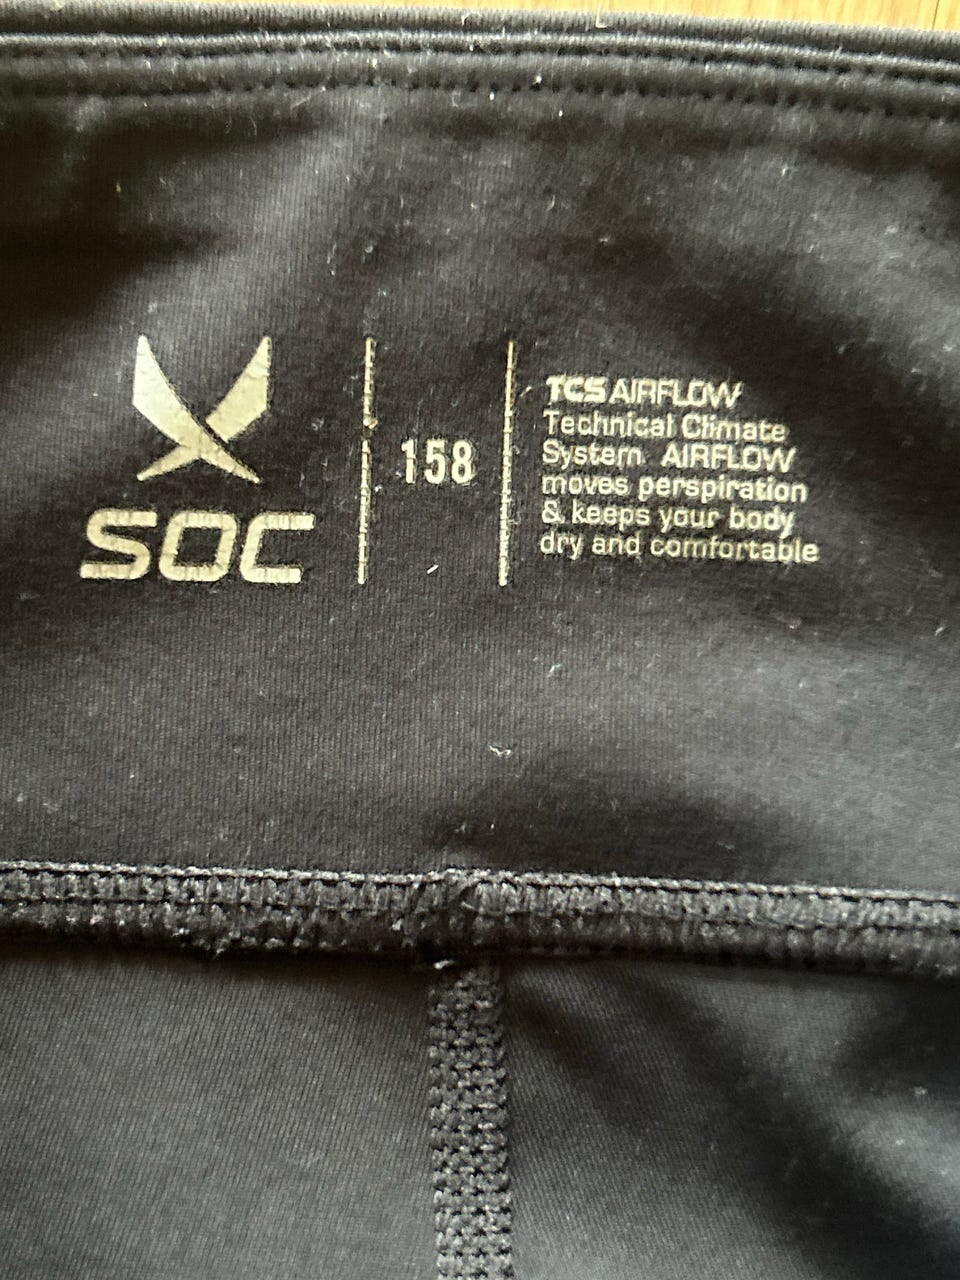 SOC
158
TCS AIRFLOW
Technical Climate
System AIRFLOW
moves perspiration
& keeps your body
dry and comfortable